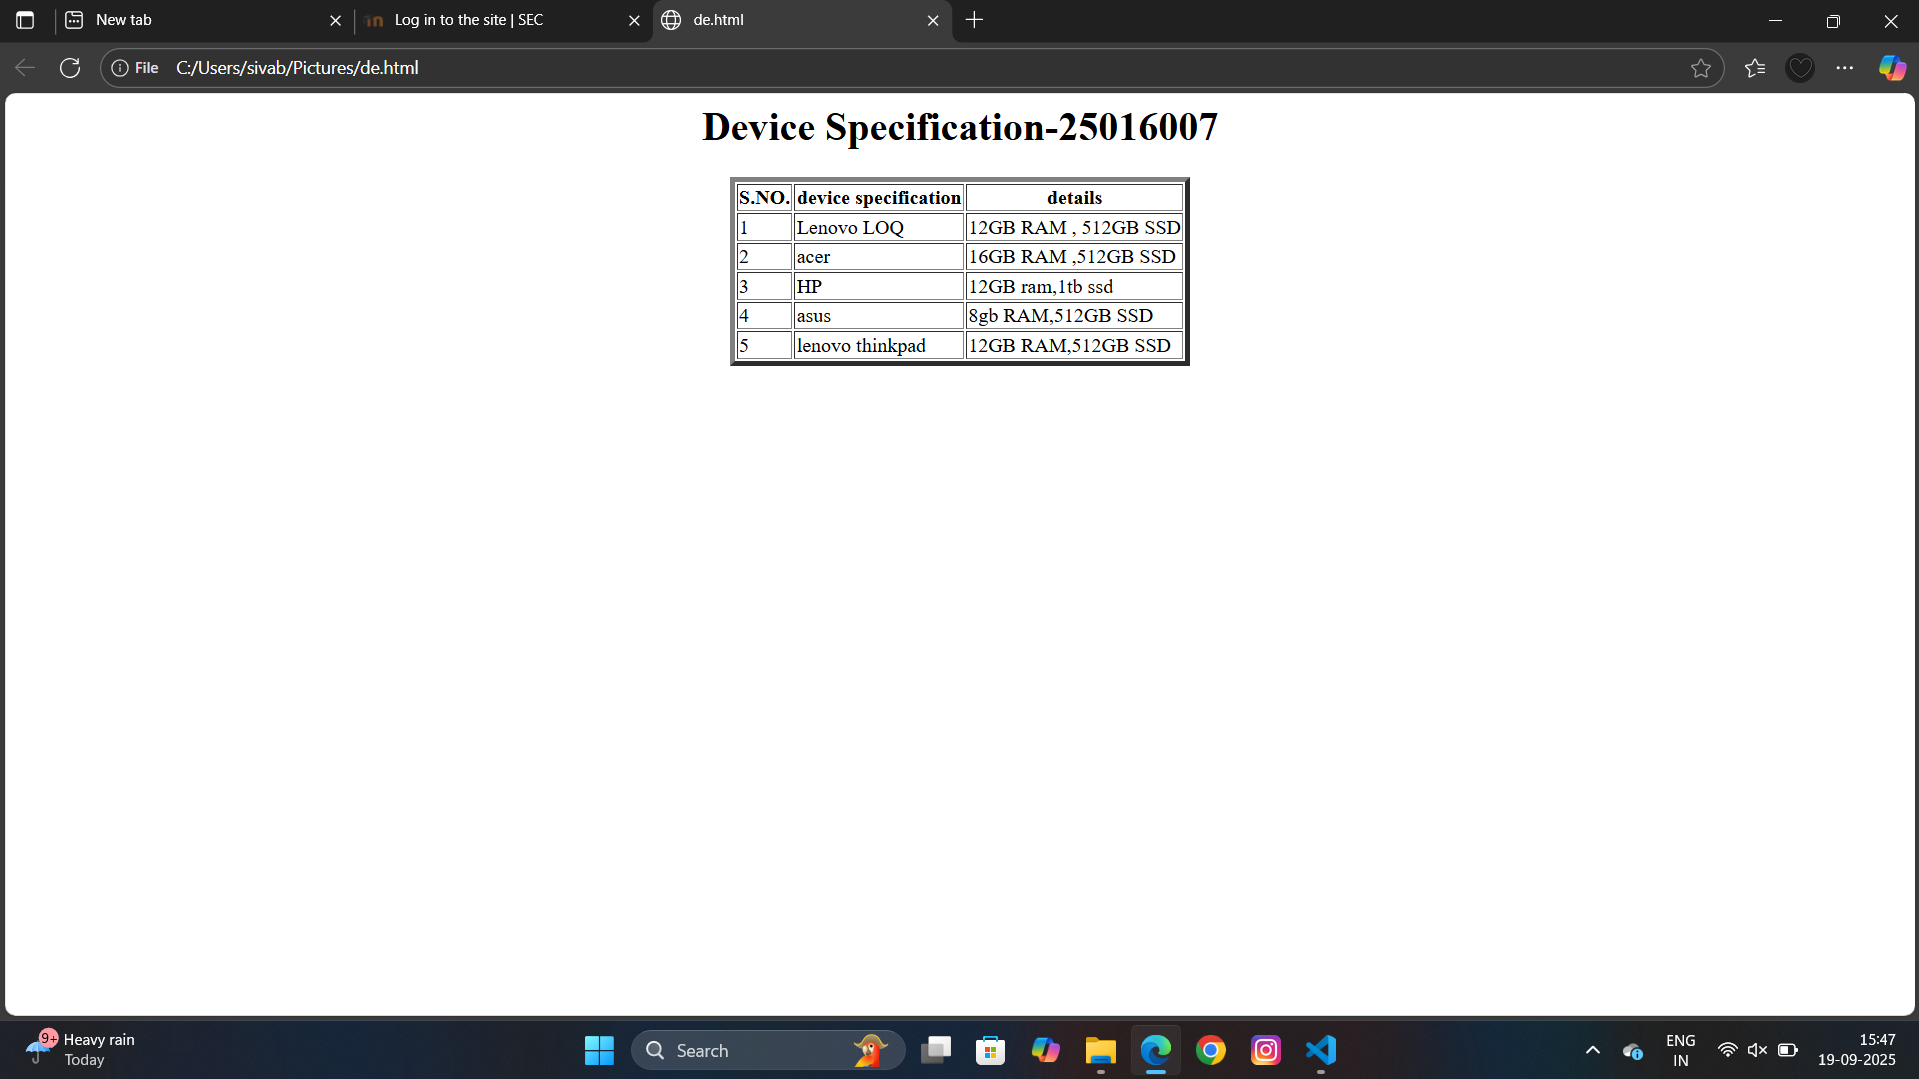 New tab
Log in to the site | SEC
de.html
File C:/Users/sivab/Pictures/de.html
Device Specification-25016007
S.NO. device specification details
1 Lenovo LOQ 12GB RAM , 512GB SSD
2 acer 16GB RAM ,512GB SSD
3 HP 12GB ram,1tb ssd
4 asus 8gb RAM,512GB SSD
5 lenovo thinkpad 12GB RAM,512GB SSD
9+
Heavy rain
Today
Search
ENG
IN
15:47
19-09-2025